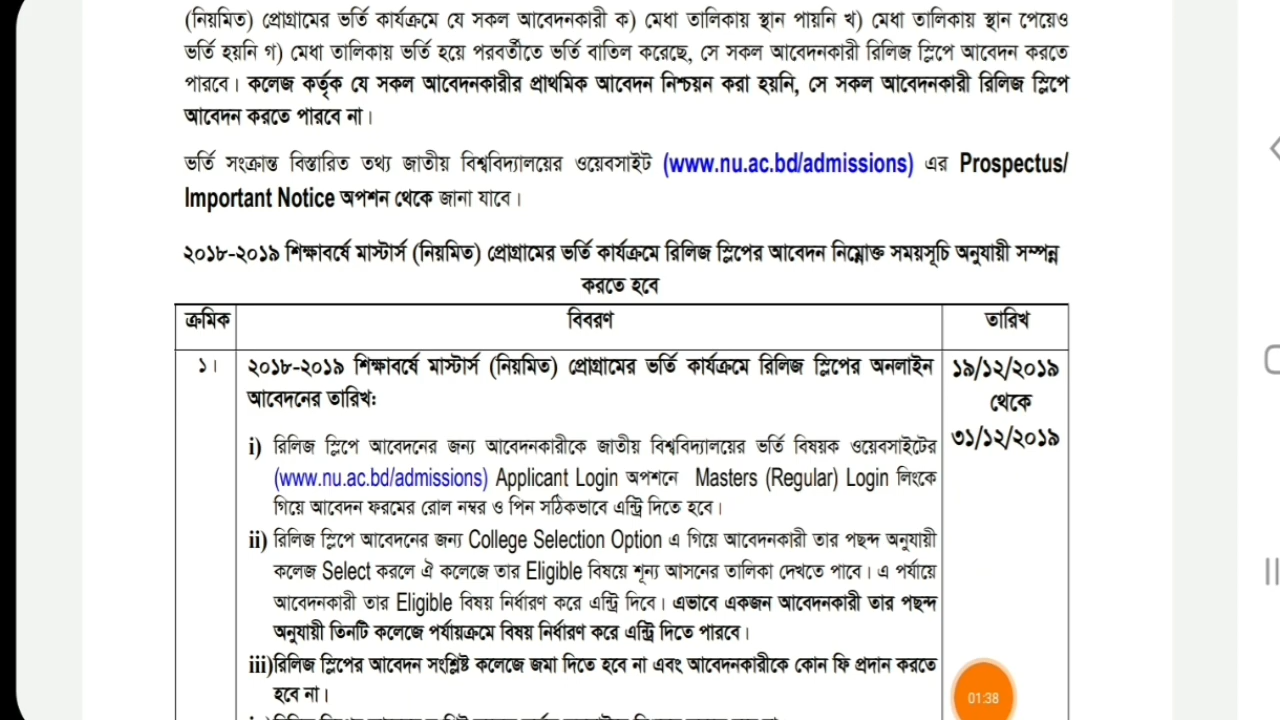 (নিয়মিত) প্রোগ্রামের ভর্তি কার্যক্রমে যে সকল আবেদনকারী ক) মেধা তালিকায় স্থান পায়নি খ) মেধা তালিকায় স্থান পেয়েও
ভর্তি হয়নি গ) মেধা তালিকায় ভর্তি হয়ে পরবর্তীতে ভর্তি বাতিল করেছে, সে সকল আবেদনকারী রিলিজ স্লিপে আবেদন করতে
পারবে। কলেজ কর্তৃক যে সকল আবেদনকারীর প্রাথমিক আবেদন নিশ্চয়ন করা হয়নি, সে সকল আবেদনকারী রিলিজ স্লিপে
আবেদন করতে পারবে না।
ভর্তি সংক্রান্ত বিস্তারিত তথ্য জাতীয় বিশ্ববিদ্যালয়ের ওয়েবসাইট (www.nu.ac.bd/admissions) এর Prospectus/
Important Notice অপশন থেকে জানা যাবে।
২০১৮-২০১৯ শিক্ষাবর্ষে মাস্টার্স (নিয়মিত) প্রোগ্রামের ভর্তি কার্যক্রমে রিলিজ স্লিপের আবেদন নিম্নোক্ত সময়সূচি অনুযায়ী সম্পন্ন
করতে হবে
ক্রমিক বিবরণ তারিখ
১। ২০১৮-২০১৯ শিক্ষাবর্ষে মাস্টার্স (নিয়মিত) প্রোগ্রামের ভর্তি কার্যক্রমে রিলিজ স্লিপের অনলাইন ১৯/১২/২০১৯
আবেদনের তারিখঃ থেকে
৩১/১২/২০১৯
i) রিলিজ স্লিপে আবেদনের জন্য আবেদনকারীকে জাতীয় বিশ্ববিদ্যালয়ের ভর্তি বিষয়ক ওয়েবসাইটের
(www.nu.ac.bd/admissions) Applicant Login অপশনে Masters (Regular) Login লিংকে
গিয়ে আবেদন ফরমের রোল নম্বর ও পিন সঠিকভাবে এন্ট্রি দিতে হবে।
ii) রিলিজ স্লিপে আবেদনের জন্য College Selection Option এ গিয়ে আবেদনকারী তার পছন্দ অনুযায়ী
কলেজ Select করলে ঐ কলেজে তার Eligible বিষয়ে শূন্য আসনের তালিকা দেখতে পাবে। এ পর্যায়ে
আবেদনকারী তার Eligible বিষয় নির্ধারণ করে এন্ট্রি দিবে। এভাবে একজন আবেদনকারী তার পছন্দ
অনুযায়ী তিনটি কলেজে পর্যায়ক্রমে বিষয় নির্ধারণ করে এন্ট্রি দিতে পারবে।
iii) রিলিজ স্লিপের আবেদন সংশ্লিষ্ট কলেজে জমা দিতে হবে না এবং আবেদনকারীকে কোন ফি প্রদান করতে
হবে না।
01:38